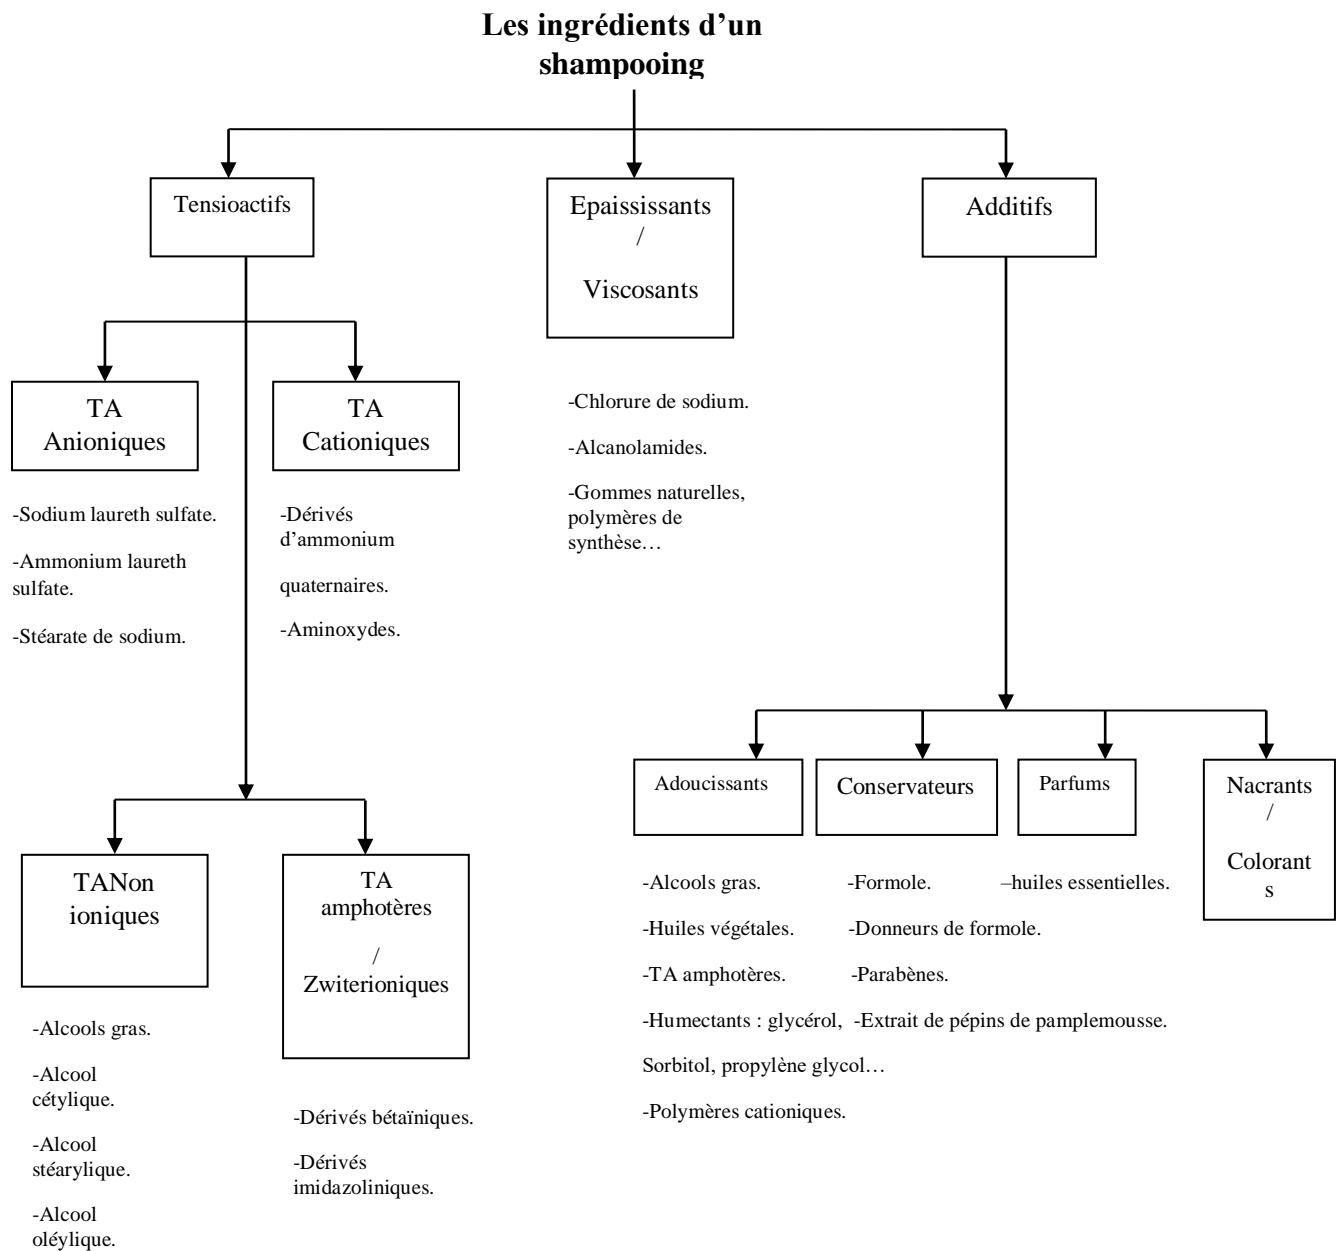 Les ingrédients d’un
shampooing
Tensioactifs
Epaississants
/
Viscosants
Additifs
TA
Anioniques
TA
Cationiques
-Sodium laureth sulfate.
-Ammonium laureth
sulfate.
-Stéarate de sodium.
-Dérivés
d’ammonium
quaternaires.
-Aminoxydes.
-Chlorure de sodium.
-Alcanolamides.
-Gommes naturelles,
polymères de
synthèse…
TANon
ioniques
TA
amphotères
/
Zwiterioniques
-Alcools gras.
-Alcool
cétylique.
-Alcool
stéarylique.
-Alcool
oléylique.
-Dérivés bétaïniques.
-Dérivés
imidazoliniques.
Adoucissants
Conservateurs
Parfums
Nacrants
/
Colorant
s
-Alcools gras. -Formole. –huiles essentielles.
-Huiles végétales. -Donneurs de formole.
-TA amphotères. -Parabènes.
-Humectants : glycérol, -Extrait de pépins de pamplemousse.
Sorbitol, propylène glycol…
-Polymères cationiques.